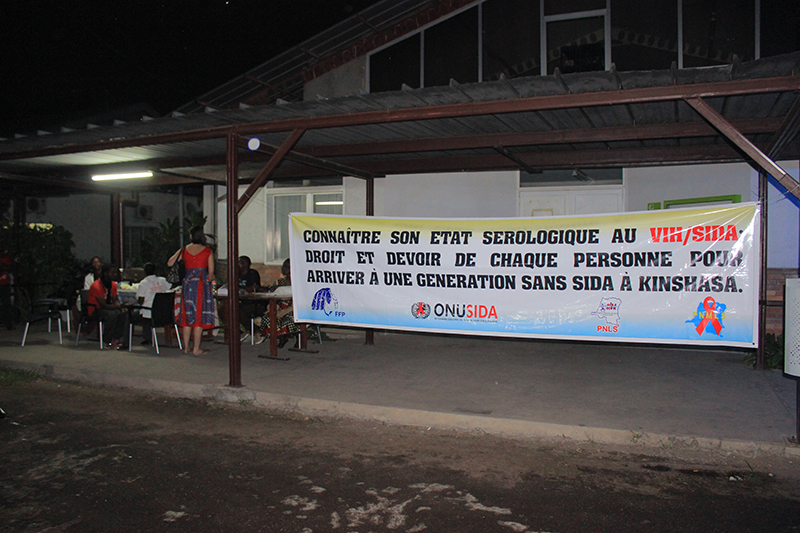 CONNAÎTRE SON ETAT SEROLOGIQUE AU VIH/SIDA:
DROIT ET DEVOIR DE CHAQUE PERSONNE POUR
ARRIVER À UNE GENERATION SANS SIDA À KINSHASA.
FFP
ONUSIDA
PNLS